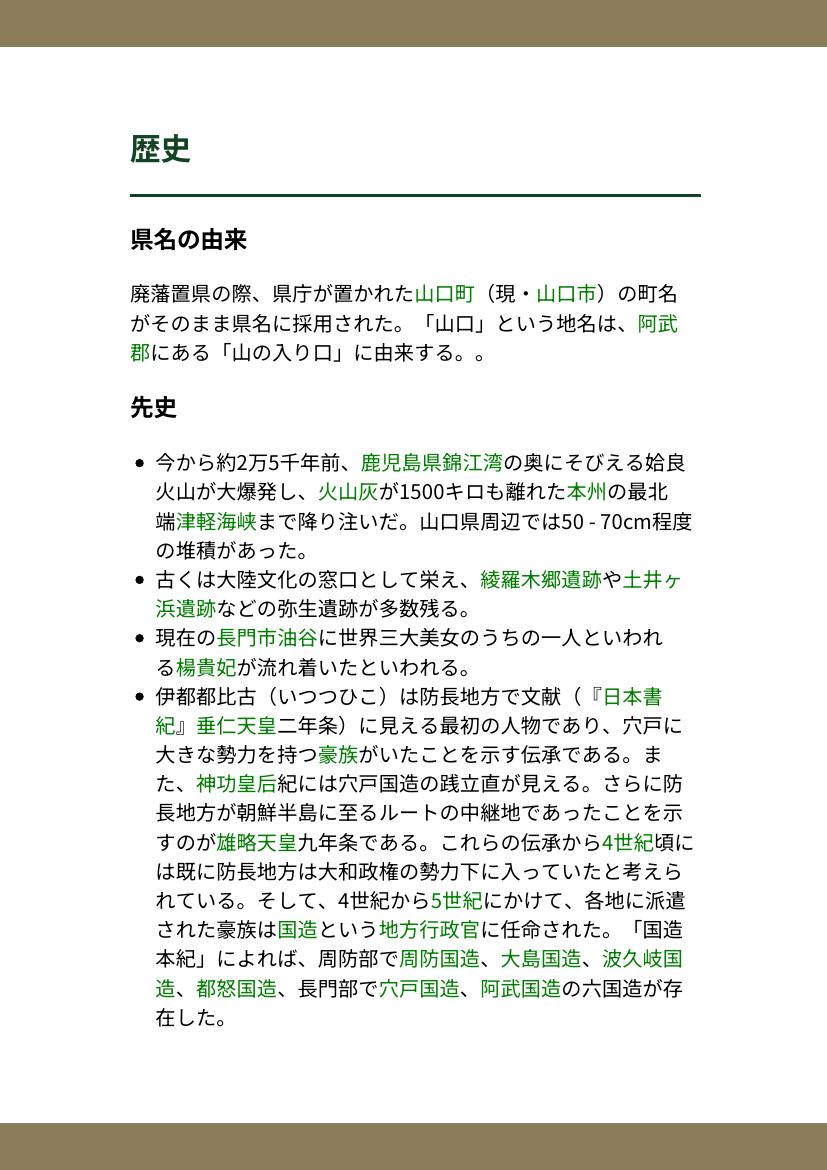 歴史
県名の由来
廃藩置県の際、県庁が置かれた山口町（現・山口市）の町名
がそのまま県名に採用された。「山口」という地名は、阿武
郡にある「山の入り口」に由来する。。
先史
今から約2万5千年前、鹿児島県錦江湾の奥にそびえる姶良
火山が大爆発し、火山灰が1500キロも離れた本州の最北
端津軽海峡まで降り注いだ。山口県周辺では50 - 70cm程度
の堆積があった。
古くは大陸文化の窓口として栄え、綾羅木郷遺跡や土井ヶ
浜遺跡などの弥生遺跡が多数残る。
現在の長門市油谷に世界三大美女のうちの一人といわれ
る楊貴妃が流れ着いたといわれる。
伊都都比古（いつつひこ）は防長地方で文献（『日本書
紀』垂仁天皇二年条）に見える最初の人物であり、穴戸に
大きな勢力を持つ豪族がいたことを示す伝承である。ま
た、神功皇后紀には穴戸国造の践立直が見える。さらに防
長地方が朝鮮半島に至るルートの中継地であったことを示
すのが雄略天皇九年条である。これらの伝承から4世紀頃に
は既に防長地方は大和政権の勢力下に入っていたと考えら
れている。そして、4世紀から5世紀にかけて、各地に派遣
された豪族は国造という地方行政官に任命された。「国造
本紀」によれば、周防部で周防国造、大島国造、波久岐国
造、都怒国造、長門部で穴戸国造、阿武国造の六国造が存
在した。